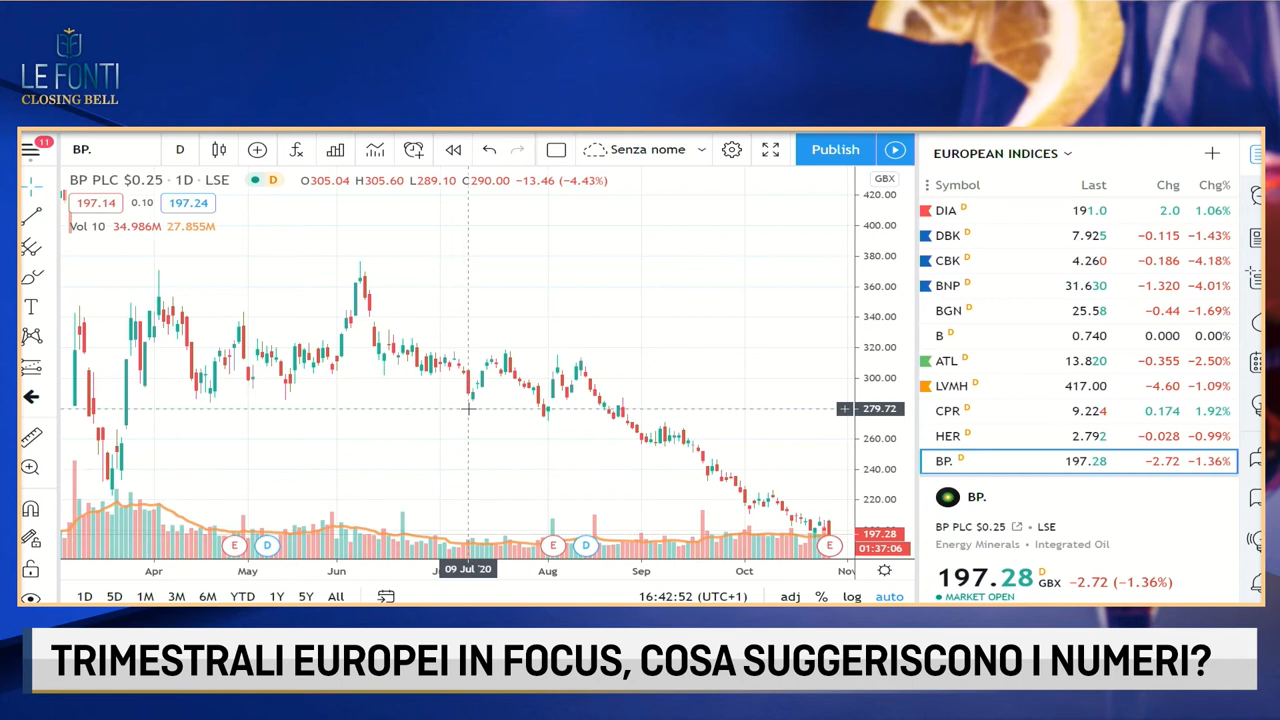 LE FONTI
CLOSING BELL
11
BP.
D
Senza nome
Publish
BP PLC $0.25 · 1D · LSE
D
O305.04 H305.60 L289.10 C290.00 −13.46 (−4.43%)
197.14 0.10 197.24
Vol 10 34.986M 27.855M
GBX
420.00
400.00
380.00
360.00
340.00
320.00
300.00
279.72
260.00
240.00
220.00
197.28
01:37:06
E D E D E
Apr May Jun 09 Jul '20 Aug Sep Oct Nov
1D 5D 1M 3M 6M YTD 1Y 5Y All
16:42:52 (UTC+1) adj % log auto
EUROPEAN INDICES
Symbol Last Chg Chg%
DIA D 191.0 2.0 1.06%
DBK D 7.925 −0.115 −1.43%
CBK D 4.260 −0.186 −4.18%
BNP D 31.630 −1.320 −4.01%
BGN D 25.58 −0.44 −1.69%
B D 0.740 0.000 0.00%
ATL D 13.820 −0.355 −2.50%
LVMH D 417.00 −4.60 −1.09%
CPR D 9.224 0.174 1.92%
HER D 2.792 −0.028 −0.99%
BP. D 197.28 −2.72 −1.36%
BP.
BP PLC $0.25 • LSE
Energy Minerals • Integrated Oil
197.28 D GBX −2.72 (−1.36%)
MARKET OPEN
TRIMESTRALI EUROPEI IN FOCUS, COSA SUGGERISCONO I NUMERI?